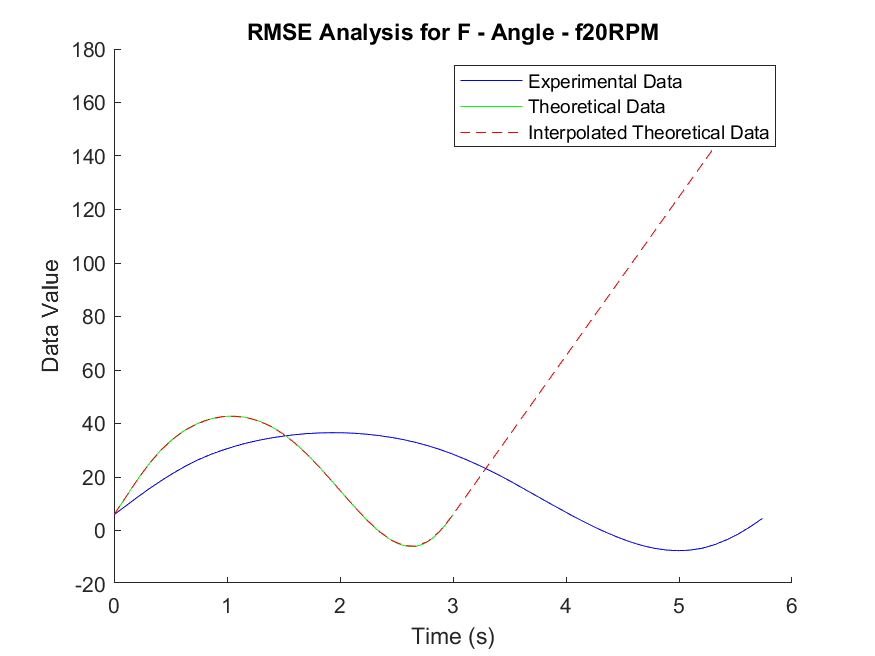 RMSE Analysis for F - Angle - f20RPM
180
160
140
120
100
80
60
40
20
0
-20
Data Value
Experimental Data
Theoretical Data
Interpolated Theoretical Data
0 1 2 3 4 5 6
Time (s)